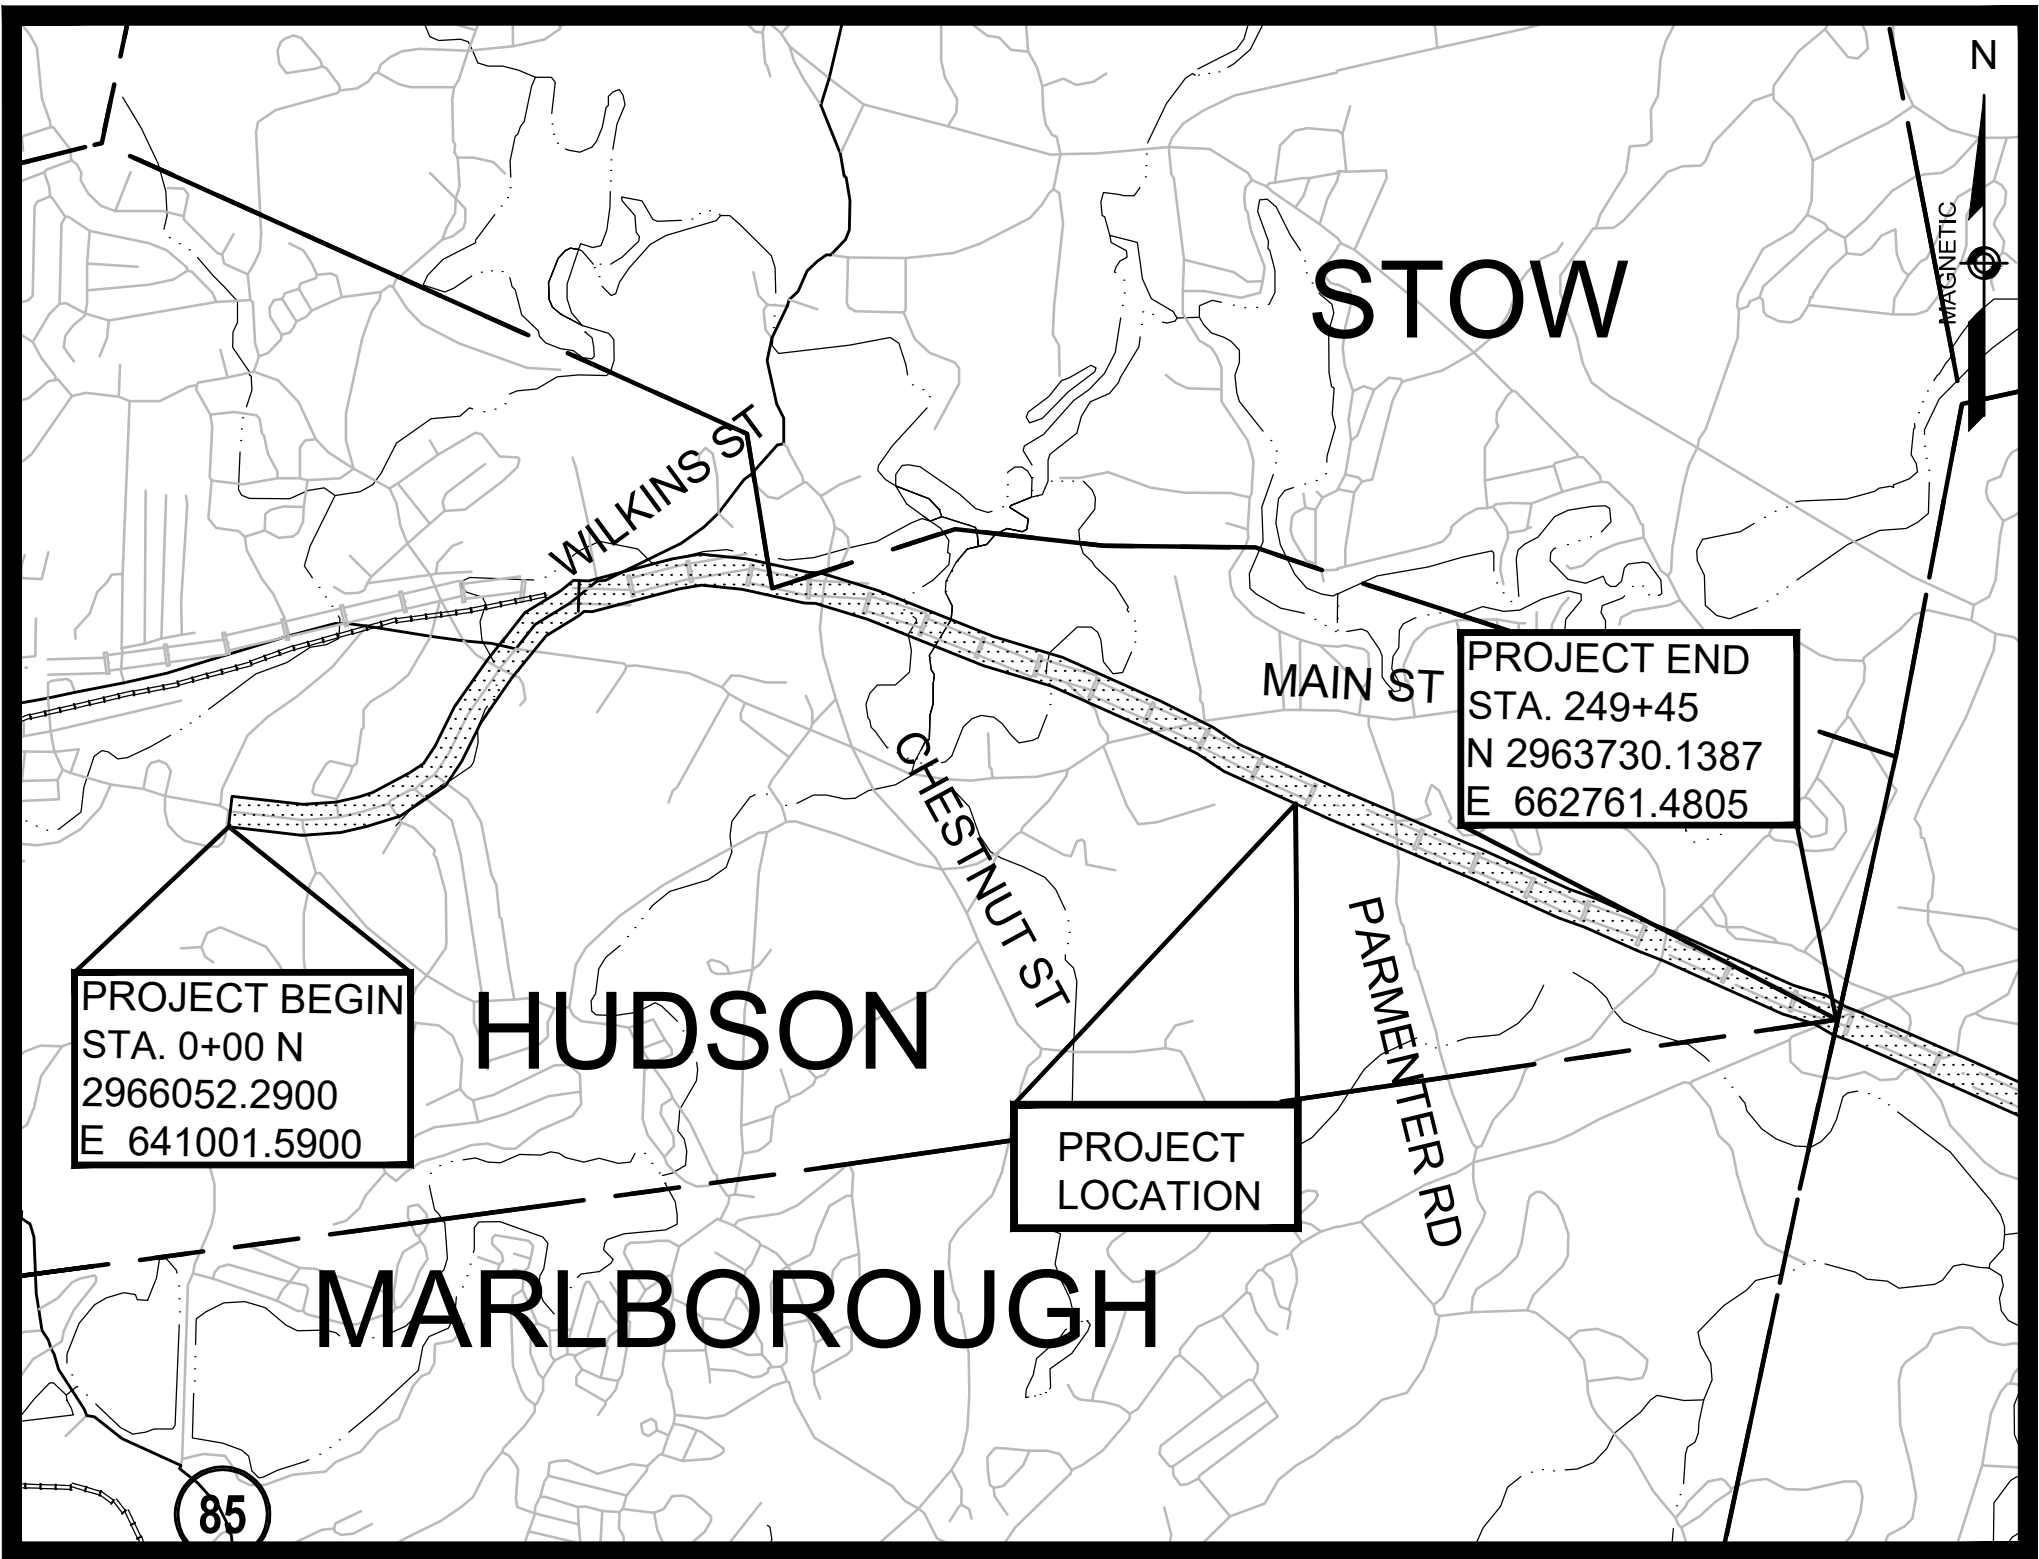 N
MAGNETIC
STOW
WILKINS ST
MAIN ST
PROJECT END
STA. 249+45
N 2963730.1387
E 662761.4805
CHESTNUT ST
PARMENTER RD
PROJECT BEGIN
STA. 0+00 N
2966052.2900
E 641001.5900
HUDSON
PROJECT
LOCATION
MARLBOROUGH
85